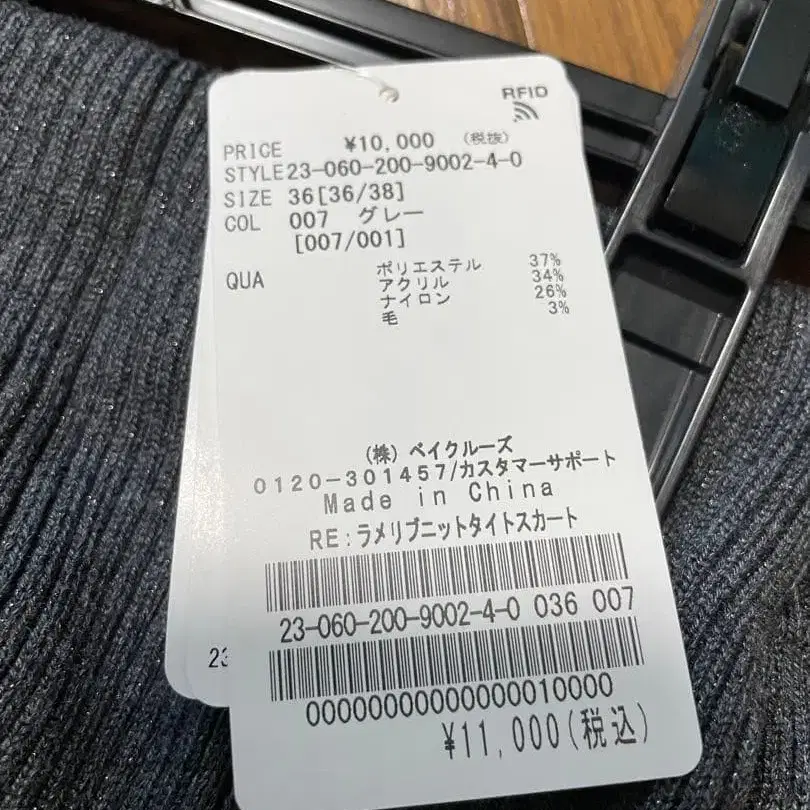 RFID
PRICE ¥10,000 (税抜)
STYLE23-060-200-9002-4-0
SIZE 36[36/38]
COL 007 グレー
[007/001]
QUA ポリエステル 37%
アクリル 34%
ナイロン 26%
毛 3%
(株) ベイクルーズ
0120-301457/カスタマーサポート
Made in China
RE:ラメリブニットタイトスカート
23-060-200-9002-4-0 036 007
00000000000000010000
¥11,000(税込)